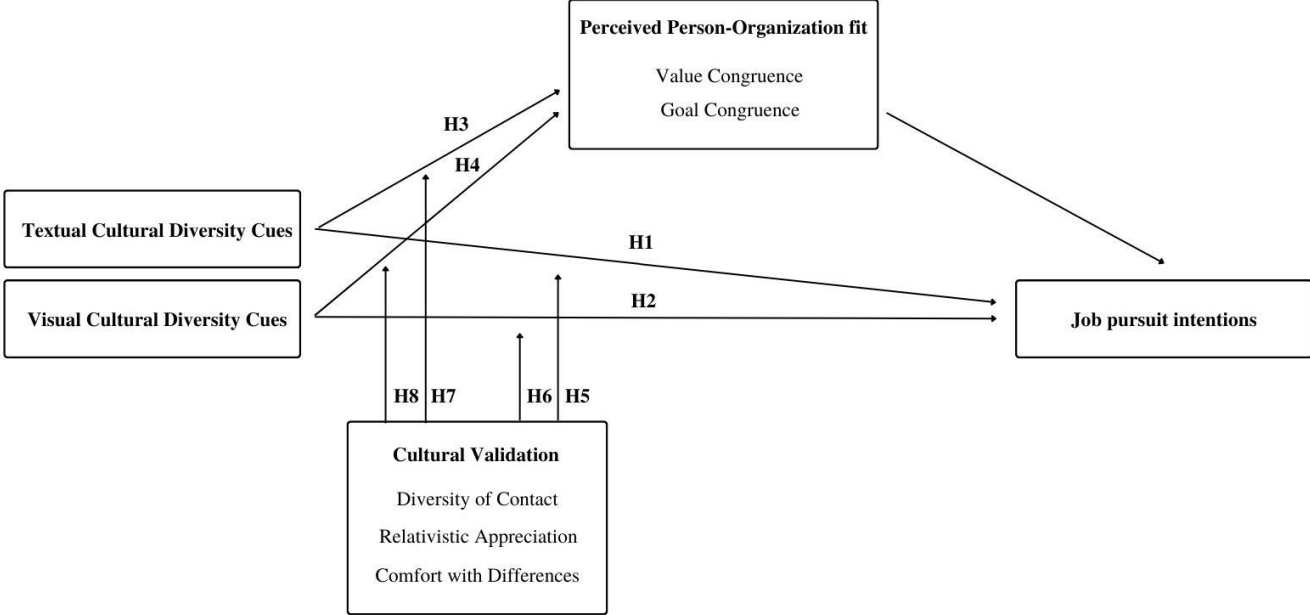 Perceived Person-Organization fit
Value Congruence
Goal Congruence
H3
H4
Textual Cultural Diversity Cues
H1
Visual Cultural Diversity Cues
H2
Job pursuit intentions
H8
H7
H6
H5
Cultural Validation
Diversity of Contact
Relativistic Appreciation
Comfort with Differences